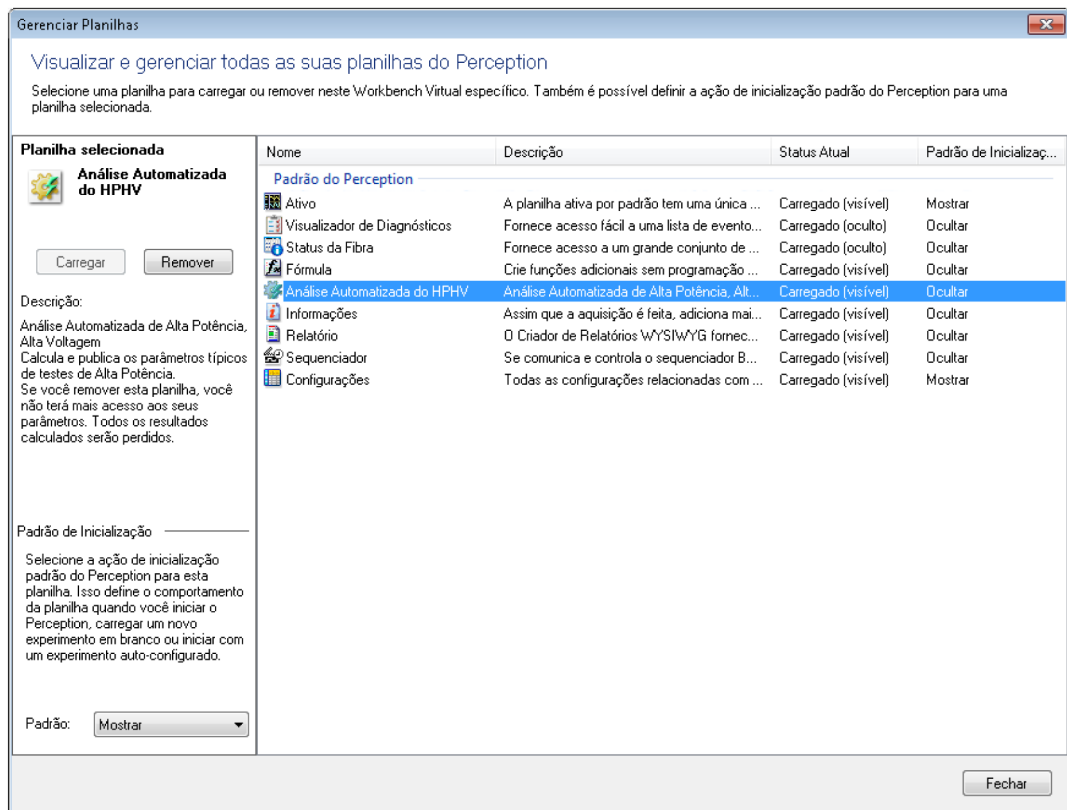 Gerenciar Planilhas
Visualizar e gerenciar todas as suas planilhas do Perception
Selecione uma planilha para carregar ou remover neste Workbench Virtual específico. Também é possível definir a ação de inicialização padrão do Perception para uma
planilha selecionada.
Planilha selecionada
Análise Automatizada
do HPHV
Carregar Remover
Descrição:
Análise Automatizada de Alta Potência,
Alta Voltagem
Calcula e publica os parâmetros típicos
de testes de Alta Potência.
Se você remover esta planilha, você
não terá mais acesso aos seus
parâmetros. Todos os resultados
calculados serão perdidos.
Padrão de Inicialização
Selecione a ação de inicialização
padrão do Perception para esta
planilha. Isso define o comportamento
da planilha quando você iniciar o
Perception, carregar um novo
experimento em branco ou iniciar com
um experimento auto-configurado.
Padrão: Mostrar
Nome Descrição Status Atual Padrão de Inicializaç...
Padrão do Perception
Ativo A planilha ativa por padrão tem uma única ... Carregado (visível) Mostrar
Visualizador de Diagnósticos Fornece acesso fácil a uma lista de evento... Carregado (oculto) Ocultar
Status da Fibra Fornece acesso a um grande conjunto de ... Carregado (visível) Ocultar
Fórmula Crie funções adicionais sem programação ... Carregado (visível) Ocultar
Análise Automatizada do HPHV Análise Automatizada de Alta Potência, Alt... Carregado (visível) Ocultar
Informações Assim que a aquisição é feita, adiciona mai... Carregado (visível) Ocultar
Relatório O Criador de Relatórios WYSIWYG fornec... Carregado (visível) Ocultar
Sequenciador Se comunica e controla o sequenciador B... Carregado (visível) Ocultar
Configurações Todas as configurações relacionadas com ... Carregado (visível) Mostrar
Fechar